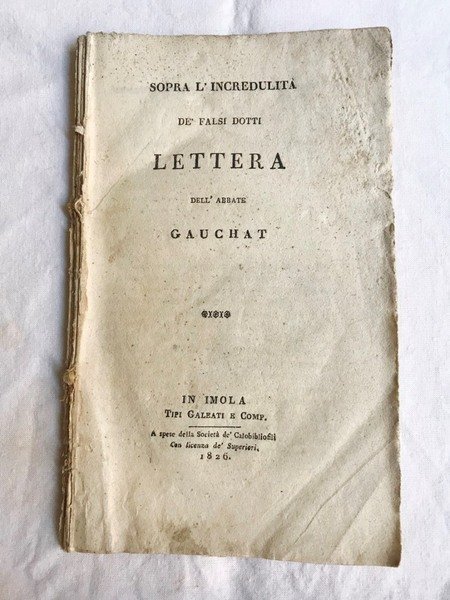 SOPRA L' INCREDULITÀ
DE' FALSI DOTTI
LETTERA
DELL' ABBATE
GAUCHAT
IN IMOLA
TIPI GALEATI E COMP.
A spese della Società de' Calobibliofili
Con licenza de' Superiori,
1826.